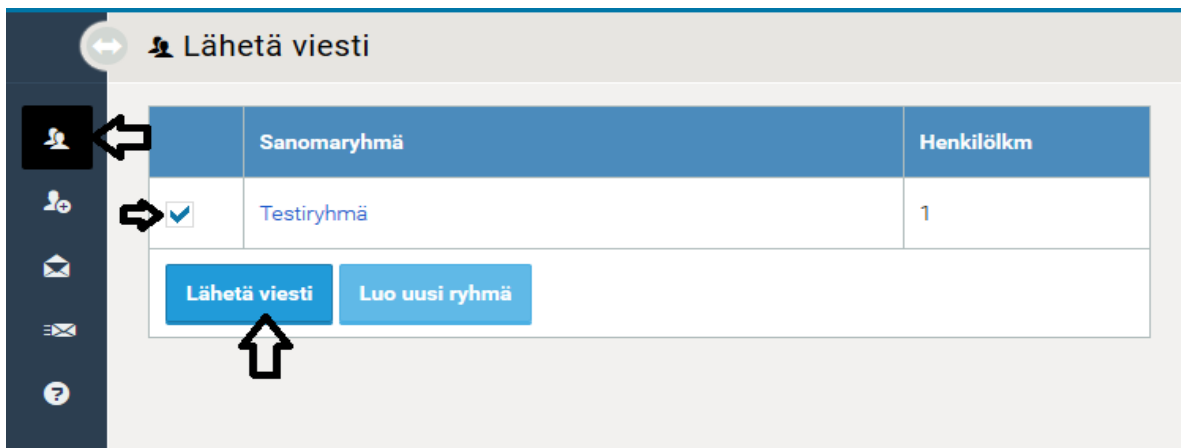 Lähetä viesti
Sanomaryhmä Henkilölkm
Testiryhmä 1
Lähetä viesti Luo uusi ryhmä